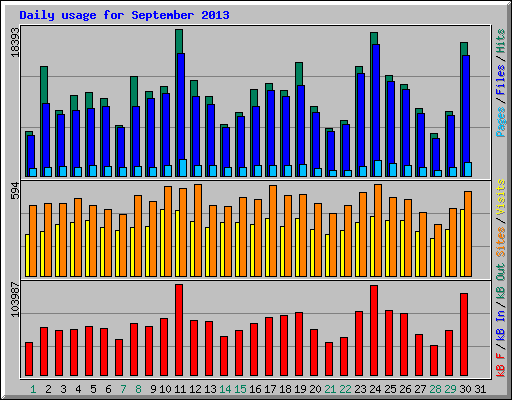 Daily usage for September 2013
18393
Pages / Files / Hits
594
Sites / Visits
103987
kB F / kB In / kB Out
1 2 3 4 5 6 7 8 9 10 11 12 13 14 15 16 17 18 19 20 21 22 23 24 25 26 27 28 29 30 31